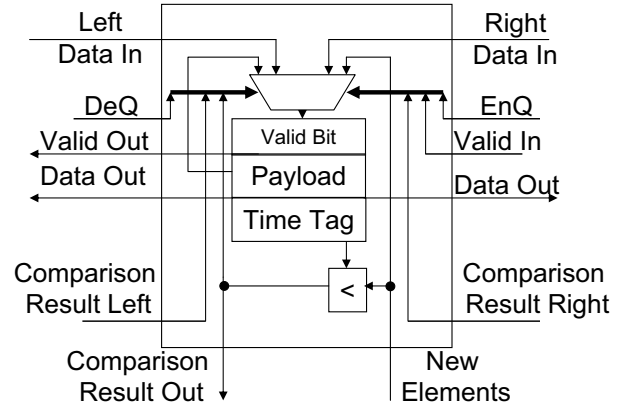 Left
Data In
Right
Data In
DeQ
EnQ
Valid Out
Valid Bit
Valid In
Data Out
Payload
Data Out
Time Tag
Comparison
Result Left
<
Comparison
Result Right
Comparison
Result Out
New
Elements